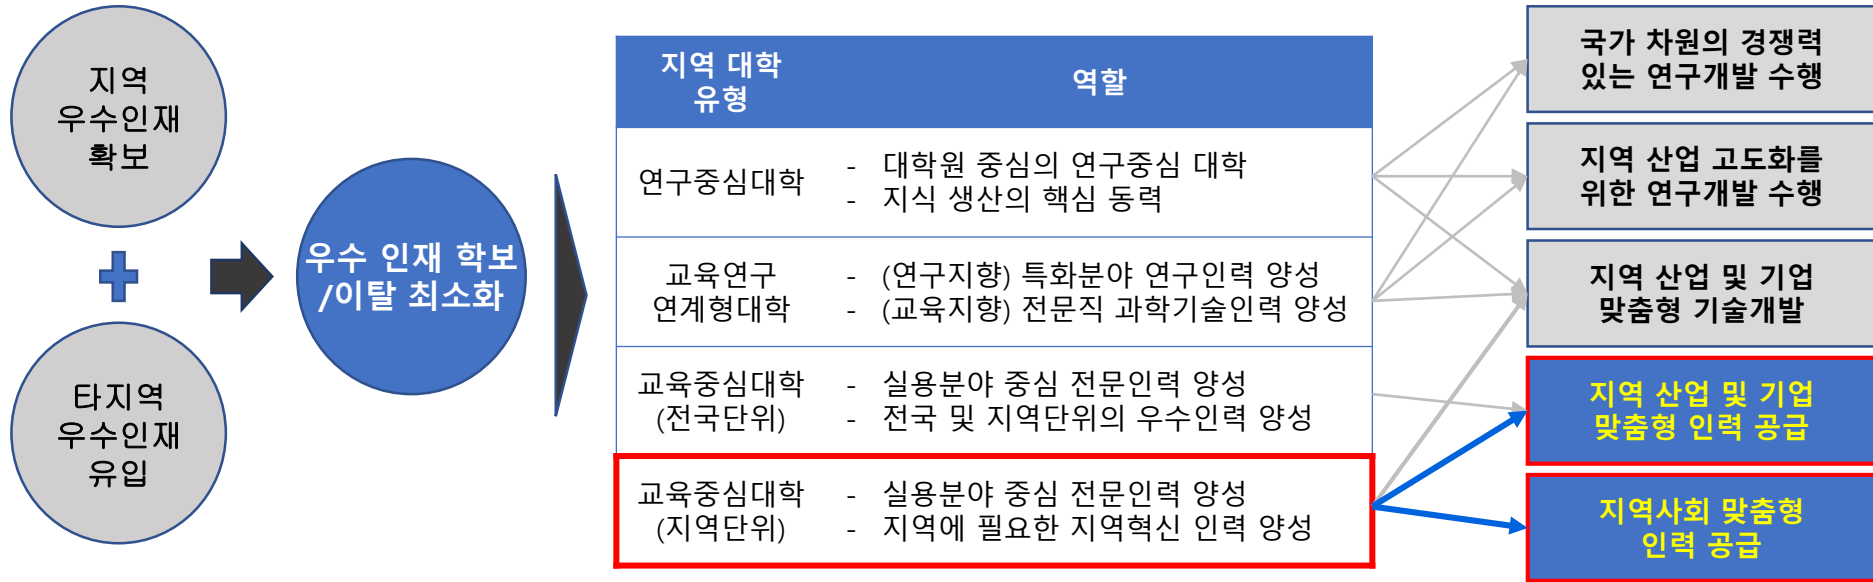 지역
우수인재
확보
타지역
우수인재
유입
우수 인재 학보
/이탈 최소화
지역 대학
유형
역할
연구중심대학
- 대학원 중심의 연구중심 대학
- 지식 생산의 핵심 동력
교육연구
연계형대학
- (연구지향) 특화분야 연구인력 양성
- (교육지향) 전문직 과학기술인력 양성
교육중심대학
(전국단위)
- 실용분야 중심 전문인력 양성
- 전국 및 지역단위의 우수인력 양성
교육중심대학
(지역단위)
- 실용분야 중심 전문인력 양성
- 지역에 필요한 지역혁신 인력 양성
국가 차원의 경쟁력
있는 연구개발 수행
지역 산업 고도화를
위한 연구개발 수행
지역 산업 및 기업
맞춤형 기술개발
지역 산업 및 기업
맞춤형 인력 공급
지역사회 맞춤형
인력 공급